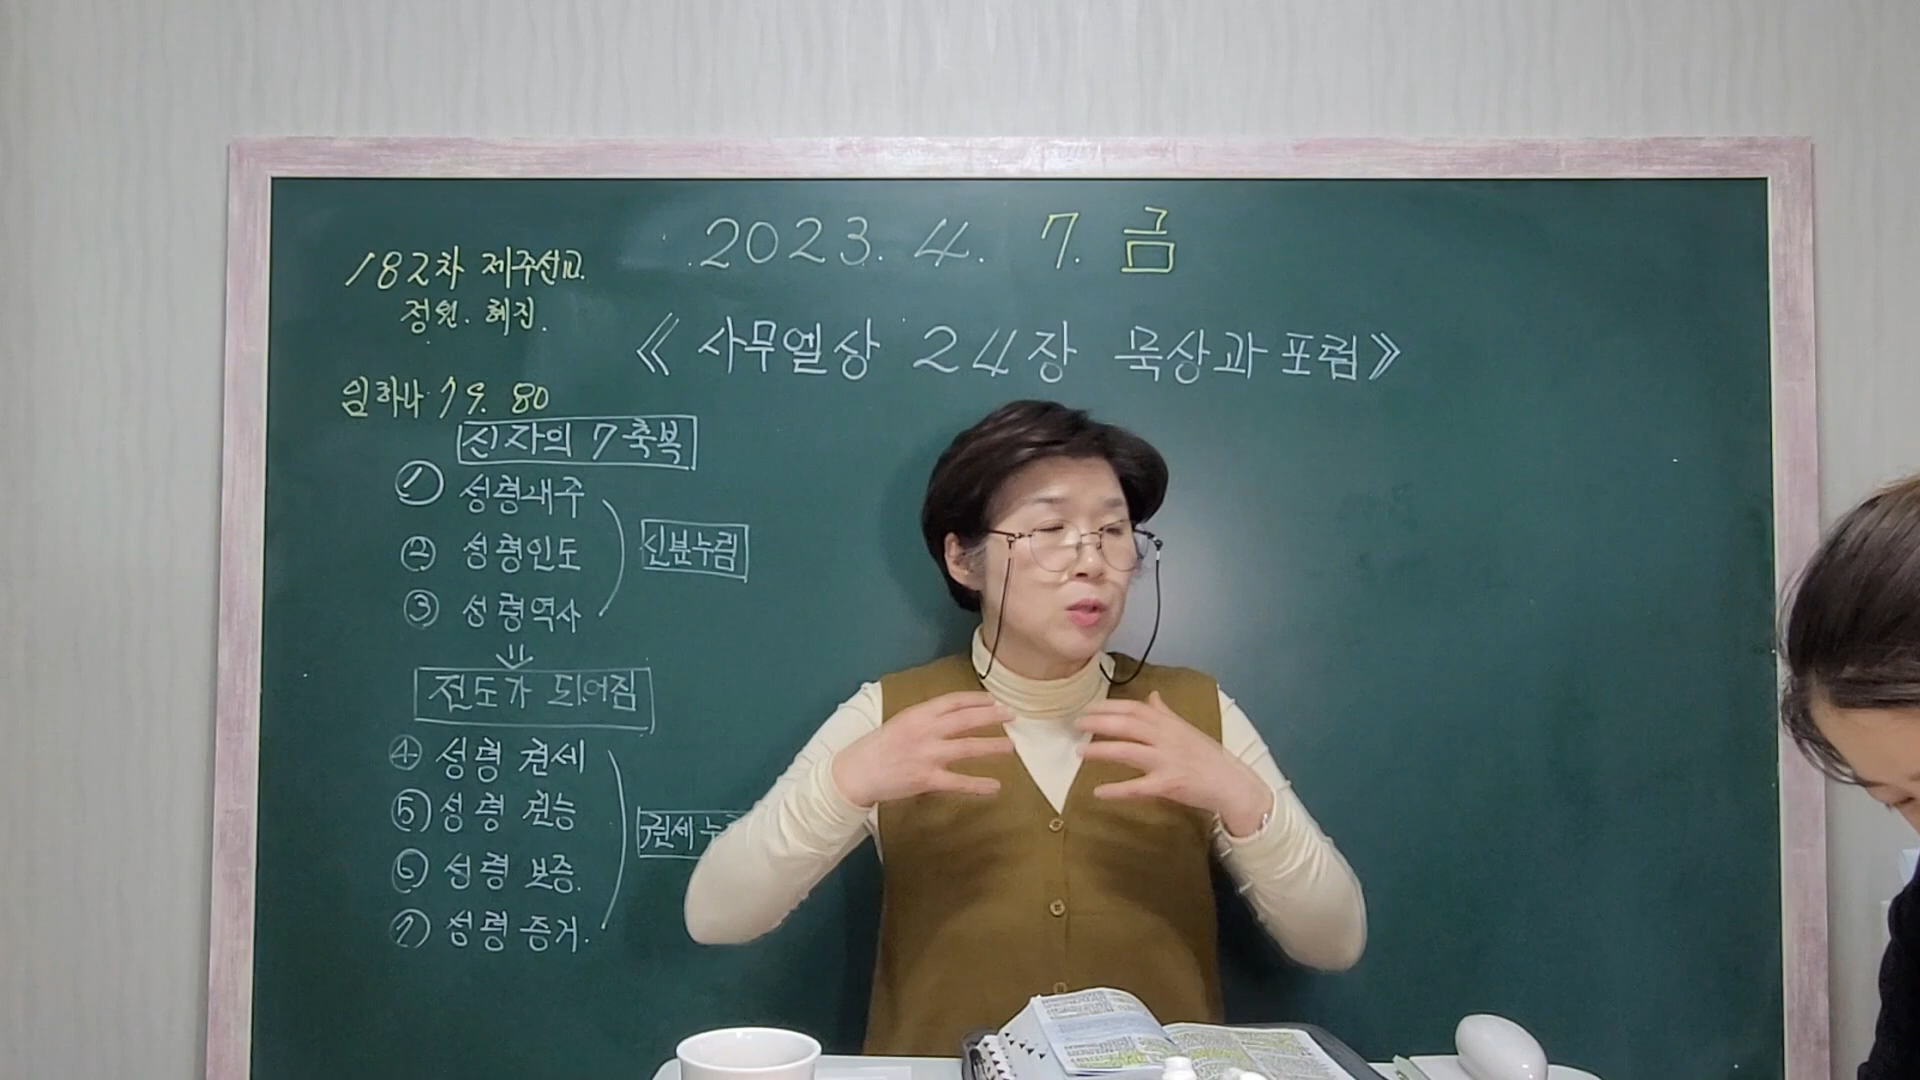 2023. 4. 7. 금
《 사무엘상 24장 묵상과 포럼》
182차 제주선교
정원. 혜진.
임하나 79. 80
신자의 7축복
① 성령내주
② 성령인도
③ 성령역사
신분누림
⇓
전도가 되어짐
④ 성령 권세
⑤ 성령 권능
⑥ 성령 보증.
⑦ 성령 증거.
권세